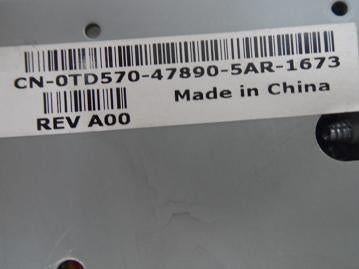 CN-0TD570-47890-5AR-1673
Made in China
REV A00